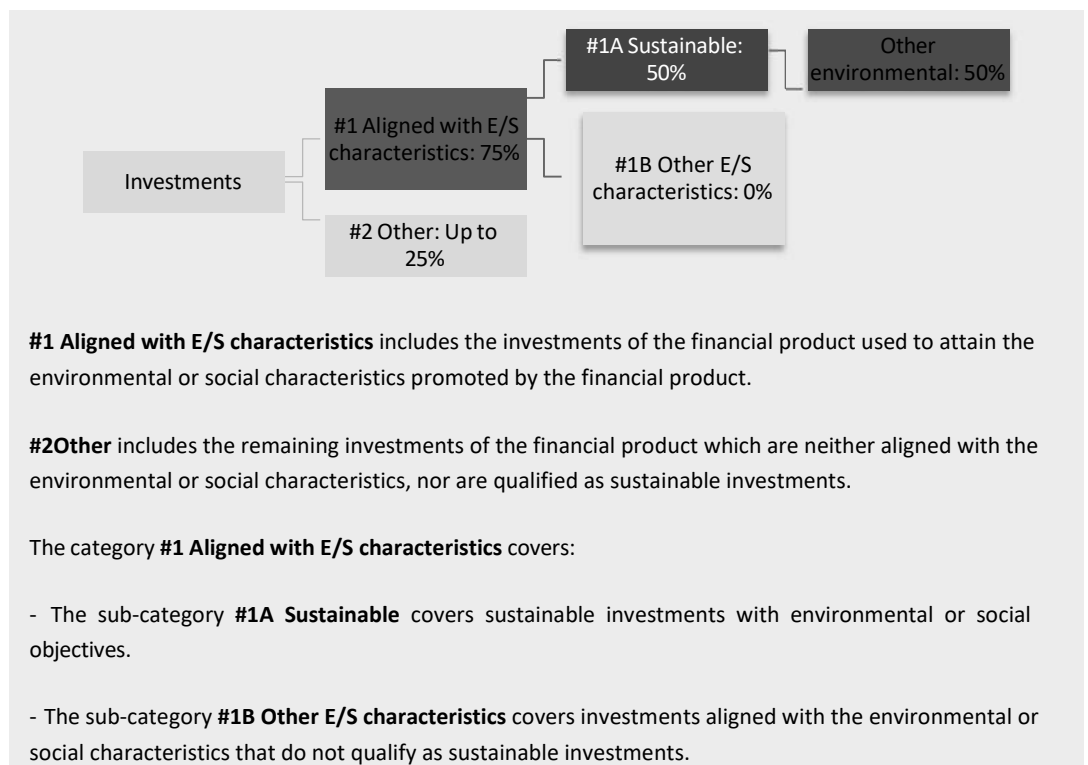 #1A Sustainable:
50%
Other
environmental: 50%
#1 Aligned with E/S
characteristics: 75%
#1B Other E/S
characteristics: 0%
Investments
#2 Other: Up to
25%
#1 Aligned with E/S characteristics includes the investments of the financial product used to attain the
environmental or social characteristics promoted by the financial product.
#2Other includes the remaining investments of the financial product which are neither aligned with the
environmental or social characteristics, nor are qualified as sustainable investments.
The category #1 Aligned with E/S characteristics covers:
- The sub-category #1A Sustainable covers sustainable investments with environmental or social
objectives.
- The sub-category #1B Other E/S characteristics covers investments aligned with the environmental or
social characteristics that do not qualify as sustainable investments.